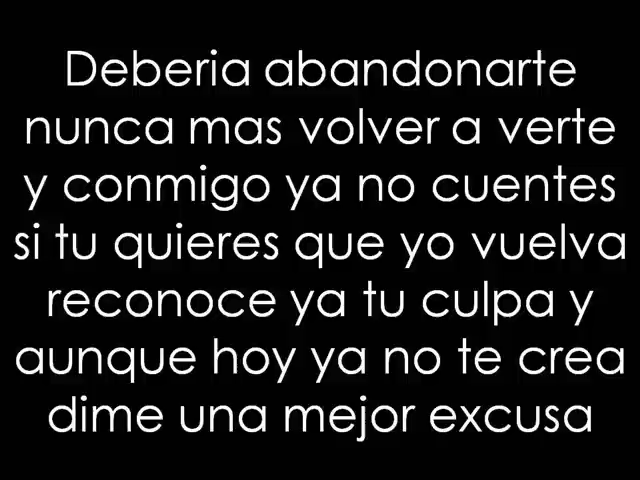 Deberia abandonarte
nunca mas volver a verte
y conmigo ya no cuentes
si tu quieres que yo vuelva
reconoce ya tu culpa y
aunque hoy ya no te crea
dime una mejor excusa